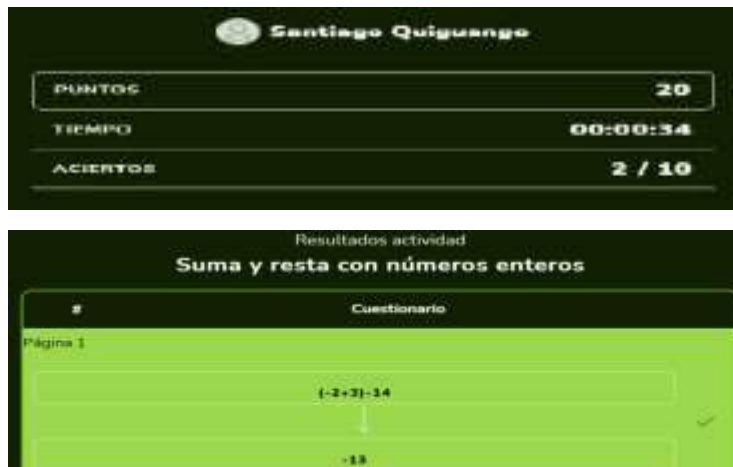 Santiago Quiguango
PUNTOS 20
TIEMPO 00:00:34
ACIERTOS 2 / 10
Resultados actividad
Suma y resta con números enteros
# Cuestionario
Página 1
(-2+3)-14
-13